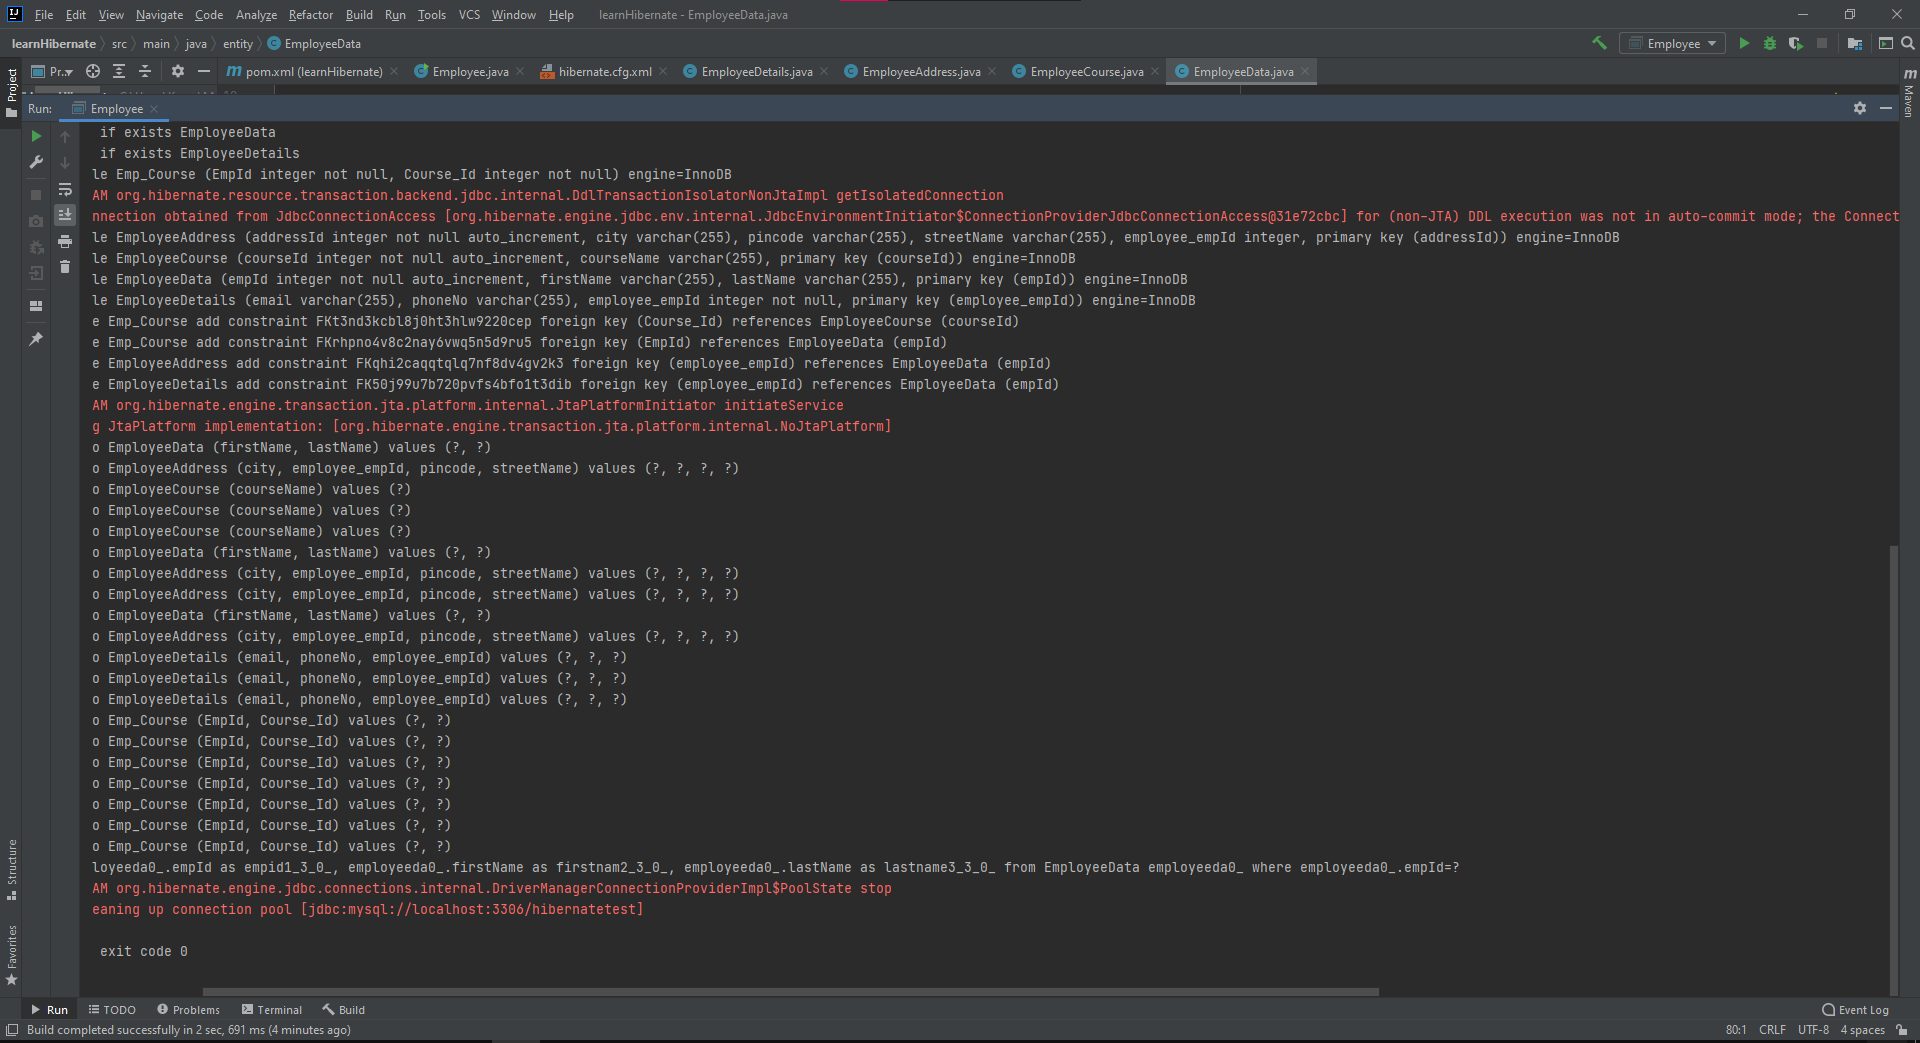 File Edit View Navigate Code Analyze Refactor Build Run Tools VCS Window Help learnHibernate - EmployeeData.java
learnHibernate src main java entity EmployeeData
Employee
Project
Pr..
pom.xml (learnHibernate) Employee.java hibernate.cfg.xml EmployeeDetails.java EmployeeAddress.java EmployeeCourse.java EmployeeData.java
Maven
Run: Employee
if exists EmployeeData
if exists EmployeeDetails
le Emp_Course (EmpId integer not null, Course_Id integer not null) engine=InnoDB
AM org.hibernate.resource.transaction.backend.jdbc.internal.DdlTransactionIsolatorNonJtaImpl getIsolatedConnection
nnection obtained from JdbcConnectionAccess [org.hibernate.engine.jdbc.env.internal.JdbcEnvironmentInitiator$ConnectionProviderJdbcConnectionAccess@31e72cbc] for (non-JTA) DDL execution was not in auto-commit mode; the Connect
le EmployeeAddress (addressId integer not null auto_increment, city varchar(255), pincode varchar(255), streetName varchar(255), employee_empId integer, primary key (addressId)) engine=InnoDB
le EmployeeCourse (courseId integer not null auto_increment, courseName varchar(255), primary key (courseId)) engine=InnoDB
le EmployeeData (empId integer not null auto_increment, firstName varchar(255), lastName varchar(255), primary key (empId)) engine=InnoDB
le EmployeeDetails (email varchar(255), phoneNo varchar(255), employee_empId integer not null, primary key (employee_empId)) engine=InnoDB
e Emp_Course add constraint FKt3nd3kcbl8j0ht3hlw9220cep foreign key (Course_Id) references EmployeeCourse (courseId)
e Emp_Course add constraint FKrhpno4v8c2nay6vwq5n5d9ru5 foreign key (EmpId) references EmployeeData (empId)
e EmployeeAddress add constraint FKqhi2caqqtqlq7nf8dv4gv2k3 foreign key (employee_empId) references EmployeeData (empId)
e EmployeeDetails add constraint FK50j99u7b720pvfs4bfo1t3dib foreign key (employee_empId) references EmployeeData (empId)
AM org.hibernate.engine.transaction.jta.platform.internal.JtaPlatformInitiator initiateService
g JtaPlatform implementation: [org.hibernate.engine.transaction.jta.platform.internal.NoJtaPlatform]
o EmployeeData (firstName, lastName) values (?, ?)
o EmployeeAddress (city, employee_empId, pincode, streetName) values (?, ?, ?, ?)
o EmployeeCourse (courseName) values (?)
o EmployeeCourse (courseName) values (?)
o EmployeeCourse (courseName) values (?)
o EmployeeData (firstName, lastName) values (?, ?)
o EmployeeAddress (city, employee_empId, pincode, streetName) values (?, ?, ?, ?)
o EmployeeAddress (city, employee_empId, pincode, streetName) values (?, ?, ?, ?)
o EmployeeData (firstName, lastName) values (?, ?)
o EmployeeAddress (city, employee_empId, pincode, streetName) values (?, ?, ?, ?)
o EmployeeDetails (email, phoneNo, employee_empId) values (?, ?, ?)
o EmployeeDetails (email, phoneNo, employee_empId) values (?, ?, ?)
o EmployeeDetails (email, phoneNo, employee_empId) values (?, ?, ?)
o Emp_Course (EmpId, Course_Id) values (?, ?)
o Emp_Course (EmpId, Course_Id) values (?, ?)
o Emp_Course (EmpId, Course_Id) values (?, ?)
o Emp_Course (EmpId, Course_Id) values (?, ?)
o Emp_Course (EmpId, Course_Id) values (?, ?)
o Emp_Course (EmpId, Course_Id) values (?, ?)
o Emp_Course (EmpId, Course_Id) values (?, ?)
loyeeda0_.empId as empid1_3_0_, employeeda0_.firstName as firstnam2_3_0_, employeeda0_.lastName as lastname3_3_0_ from EmployeeData employeeda0_ where employeeda0_.empId=?
AM org.hibernate.engine.jdbc.connections.internal.DriverManagerConnectionProviderImpl$PoolState stop
eaning up connection pool [jdbc:mysql://localhost:3306/hibernatetest]
exit code 0
Structure
Favorites
Run TODO Problems Terminal Build Event Log
Build completed successfully in 2 sec, 691 ms (4 minutes ago) 80:1 CRLF UTF-8 4 spaces